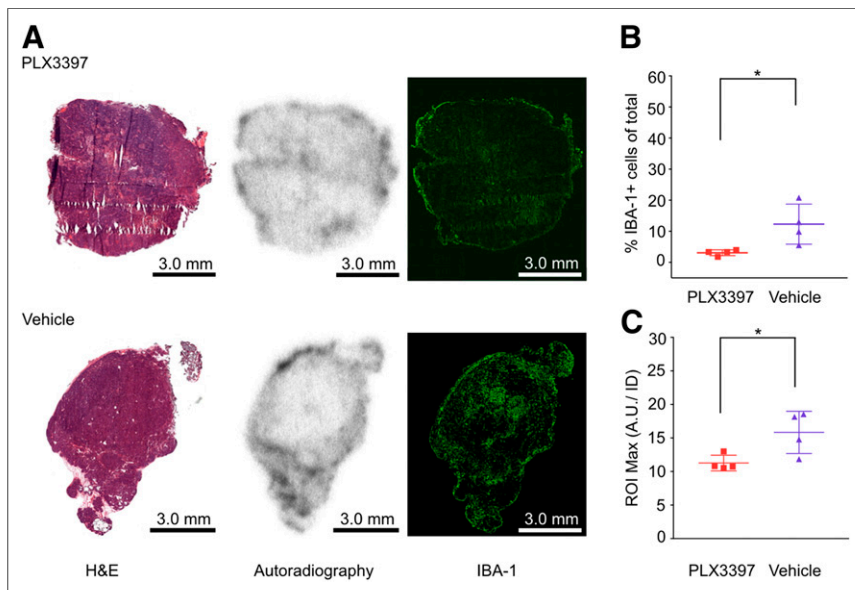 A
PLX3397
3.0 mm
3.0 mm
3.0 mm
Vehicle
3.0 mm
3.0 mm
3.0 mm
H&E
Autoradiography
IBA-1
B
% IBA-1+ cells of total
60
50
40
30
20
10
0
*
PLX3397
Vehicle
C
ROI Max (A.U./ ID)
30
25
20
15
10
5
0
*
PLX3397
Vehicle